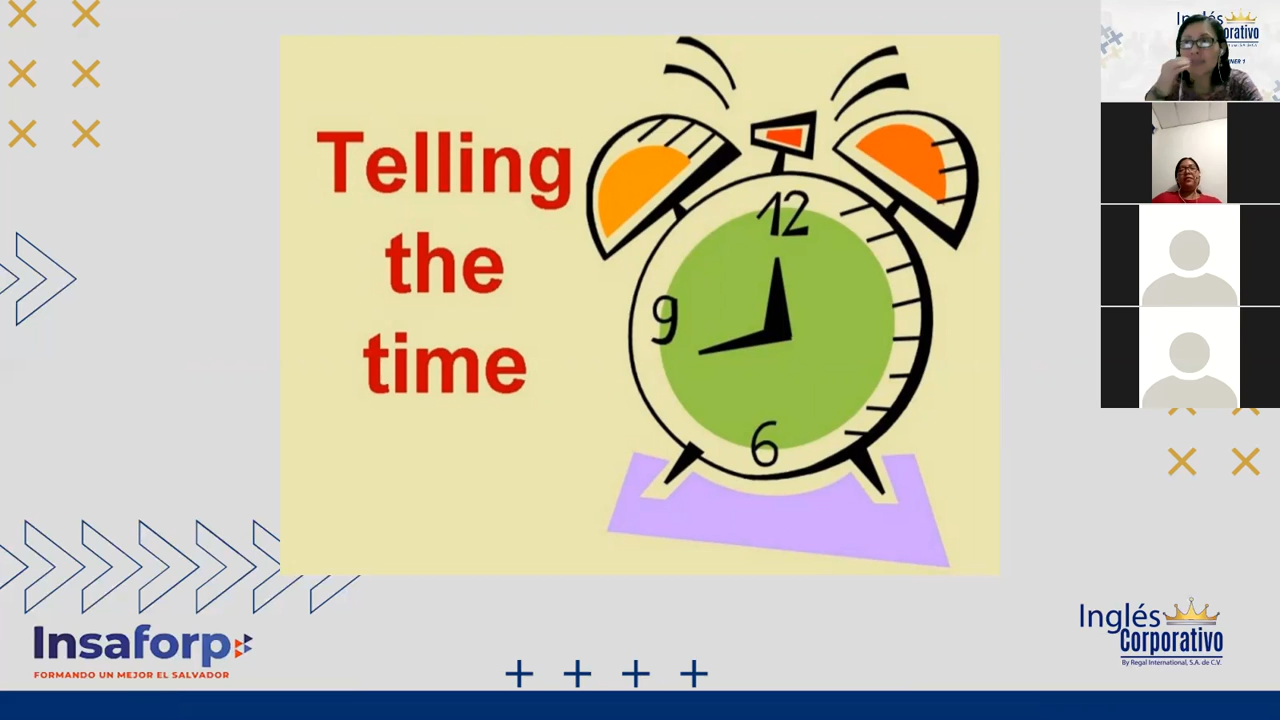 Telling
the
time
12
9
6
Insaforp
FORMANDO UN MEJOR EL SALVADOR
Inglés
Corporativo
By Regal International, S.A. de C.V.